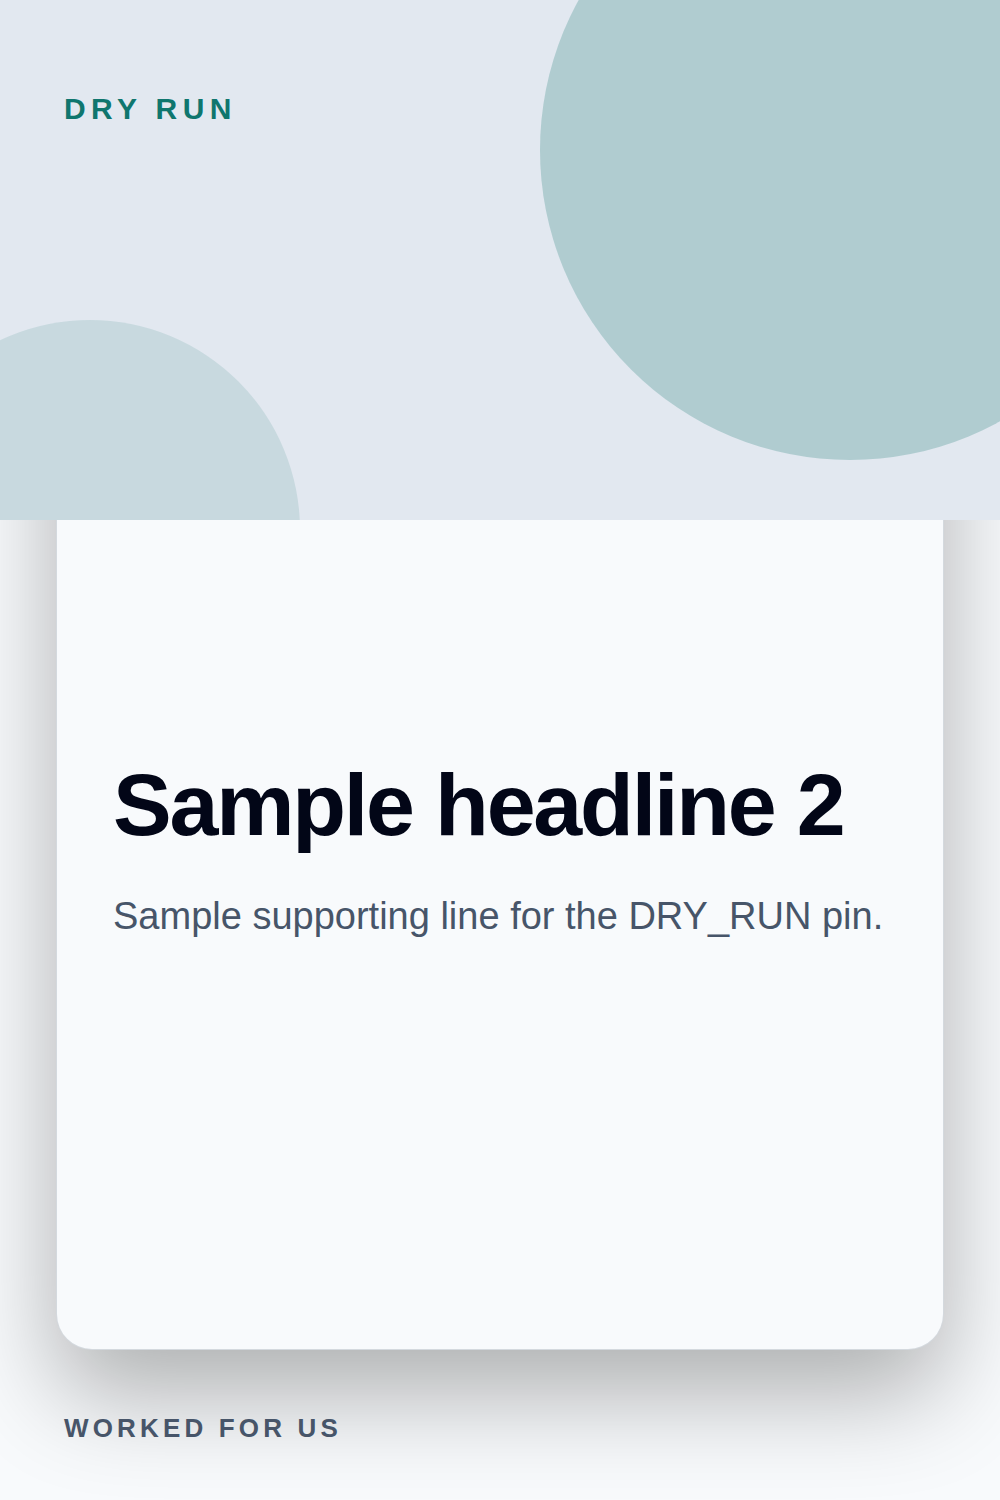 DRY RUN
Sample headline 2
Sample supporting line for the DRY_RUN pin.
WORKED FOR US